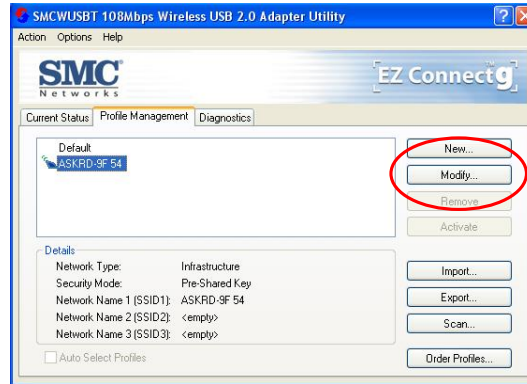 SMCWUSBT 108Mbps Wireless USB 2.0 Adapter Utility
Action Options Help
SMC®
Networks
EZ Connect™ g
Current Status Profile Management Diagnostics
Default
ASKRD-9F 54
New...
Modify...
Remove
Activate
Details
Network Type: Infrastructure
Security Mode: Pre-Shared Key
Network Name 1 (SSID1): ASKRD-9F 54
Network Name 2 (SSID2): <empty>
Network Name 3 (SSID3): <empty>
Auto Select Profiles
Import...
Export...
Scan...
Order Profiles...